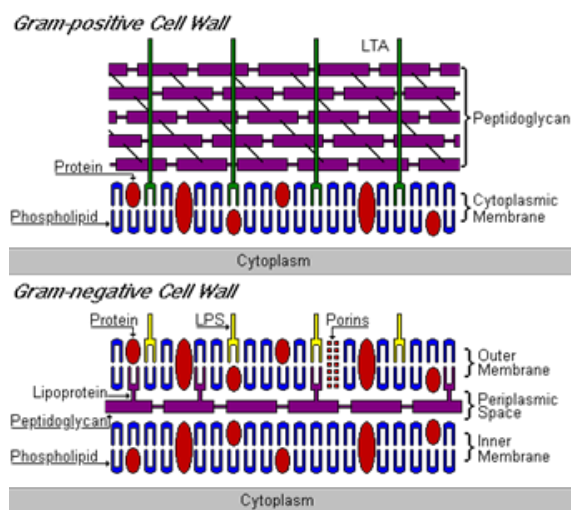 Gram-positive Cell Wall
LTA
Peptidoglycan
Protein
Phospholipid
Cytoplasmic
Membrane
Cytoplasm
Gram-negative Cell Wall
Protein
LPS
Porins
Outer
Membrane
Lipoprotein
Periplasmic
Space
Peptidoglycan
Phospholipid
Inner
Membrane
Cytoplasm